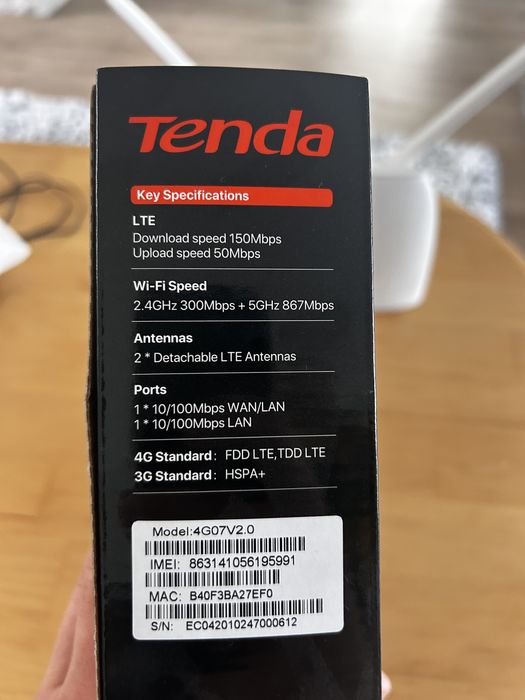 Tenda
Key Specifications
LTE
Download speed 150Mbps
Upload speed 50Mbps
Wi-Fi Speed
2.4GHz 300Mbps + 5GHz 867Mbps
Antennas
2 * Detachable LTE Antennas
Ports
1 * 10/100Mbps WAN/LAN
1 * 10/100Mbps LAN
4G Standard : FDD LTE,TDD LTE
3G Standard : HSPA+
Model:4G07V2.0
IMEI: 863141056195991
MAC: B40F3BA27EF0
S/N: EC042010247000612